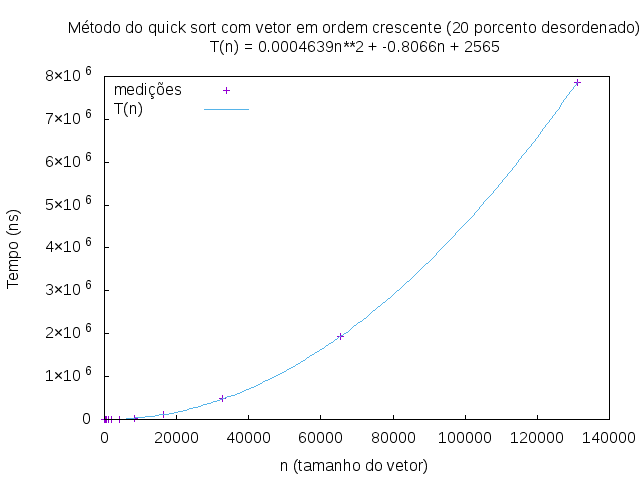 Método do quick sort com vetor em ordem crescente (20 porcento desordenado)
T(n) = 0.0004639n**2 + -0.8066n + 2565
8×10 6
7×10 6
6×10 6
5×10 6
4×10 6
3×10 6
2×10 6
1×10 6
0
medições
T(n)
Tempo (ns)
0 20000 40000 60000 80000 100000 120000 140000
n (tamanho do vetor)